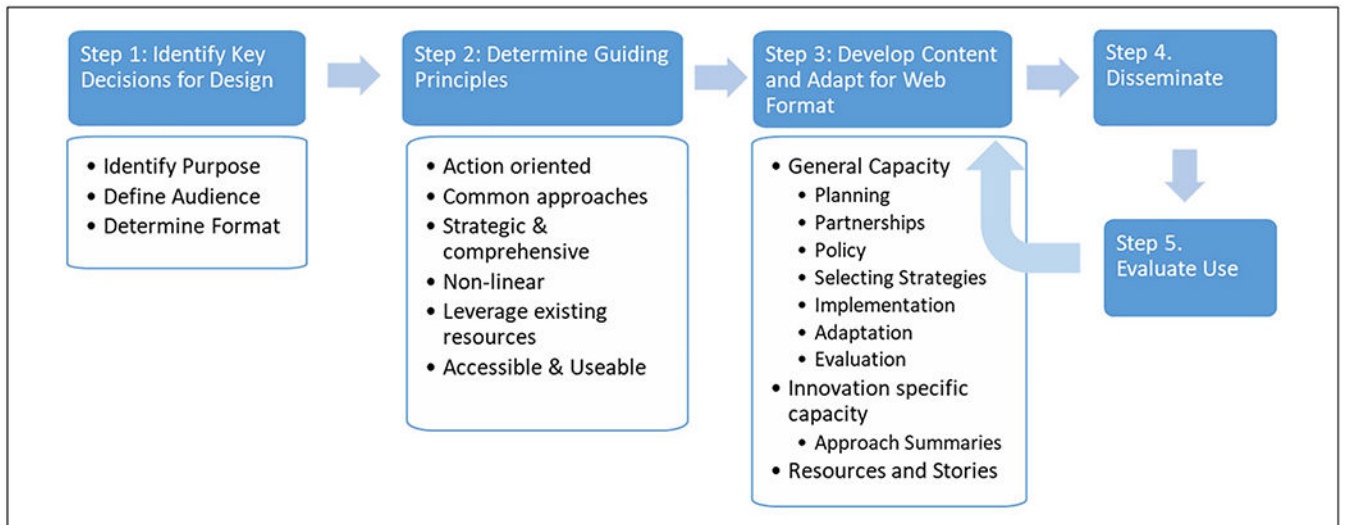 Step 1: Identify Key
Decisions for Design
• Identify Purpose
• Define Audience
• Determine Format
Step 2: Determine Guiding
Principles
• Action oriented
• Common approaches
• Strategic &
comprehensive
• Non-linear
• Leverage existing
resources
• Accessible & Useable
Step 3: Develop Content
and Adapt for Web
Format
• General Capacity
• Planning
• Partnerships
• Policy
• Selecting Strategies
• Implementation
• Adaptation
• Evaluation
• Innovation specific
capacity
• Approach Summaries
• Resources and Stories
Step 4.
Disseminate
Step 5.
Evaluate Use